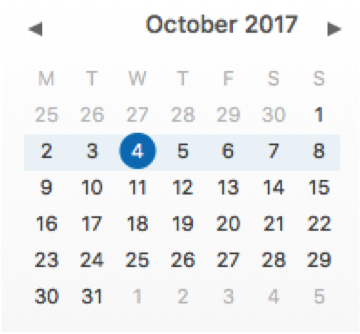 October 2017
M T W T F S S
25 26 27 28 29 30 1
2 3 4 5 6 7 8
9 10 11 12 13 14 15
16 17 18 19 20 21 22
23 24 25 26 27 28 29
30 31 1 2 3 4 5